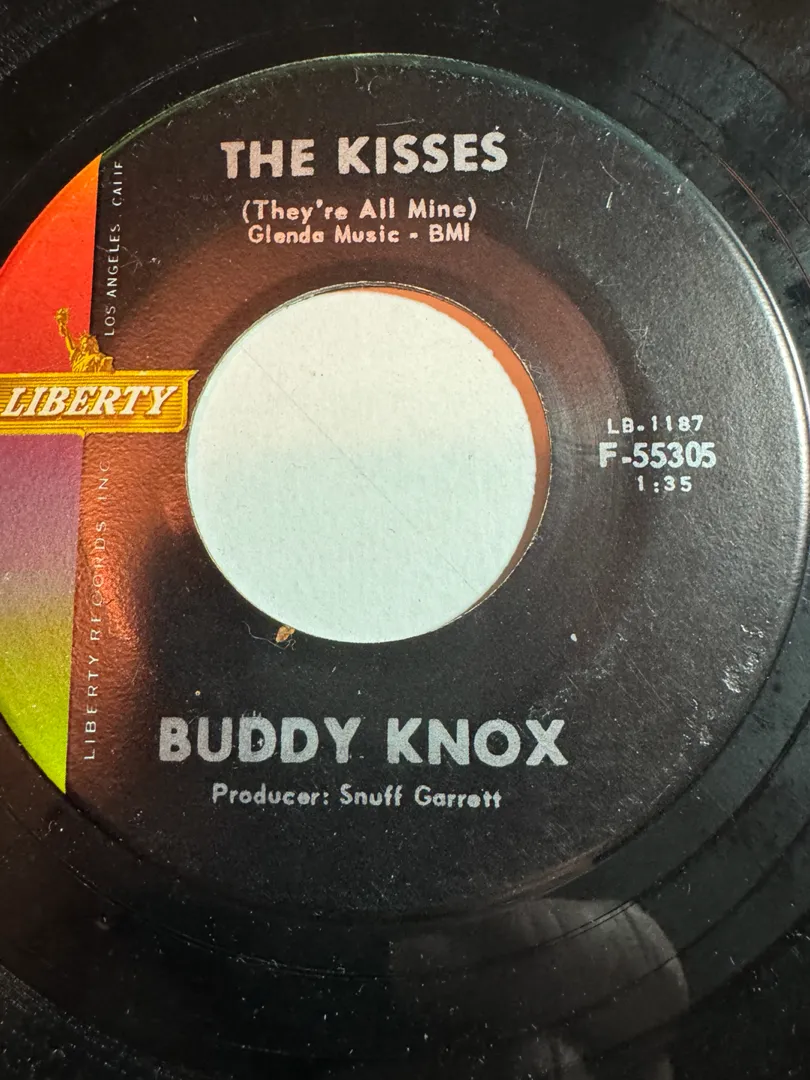 THE KISSES
(They're All Mine)
Glenda Music - BMI
LOS ANGELES, CALIF
LIBERTY
LB-1187
F-55305
1:35
LIBERTY RECORDS INC
BUDDY KNOX
Producer: Snuff Garrett